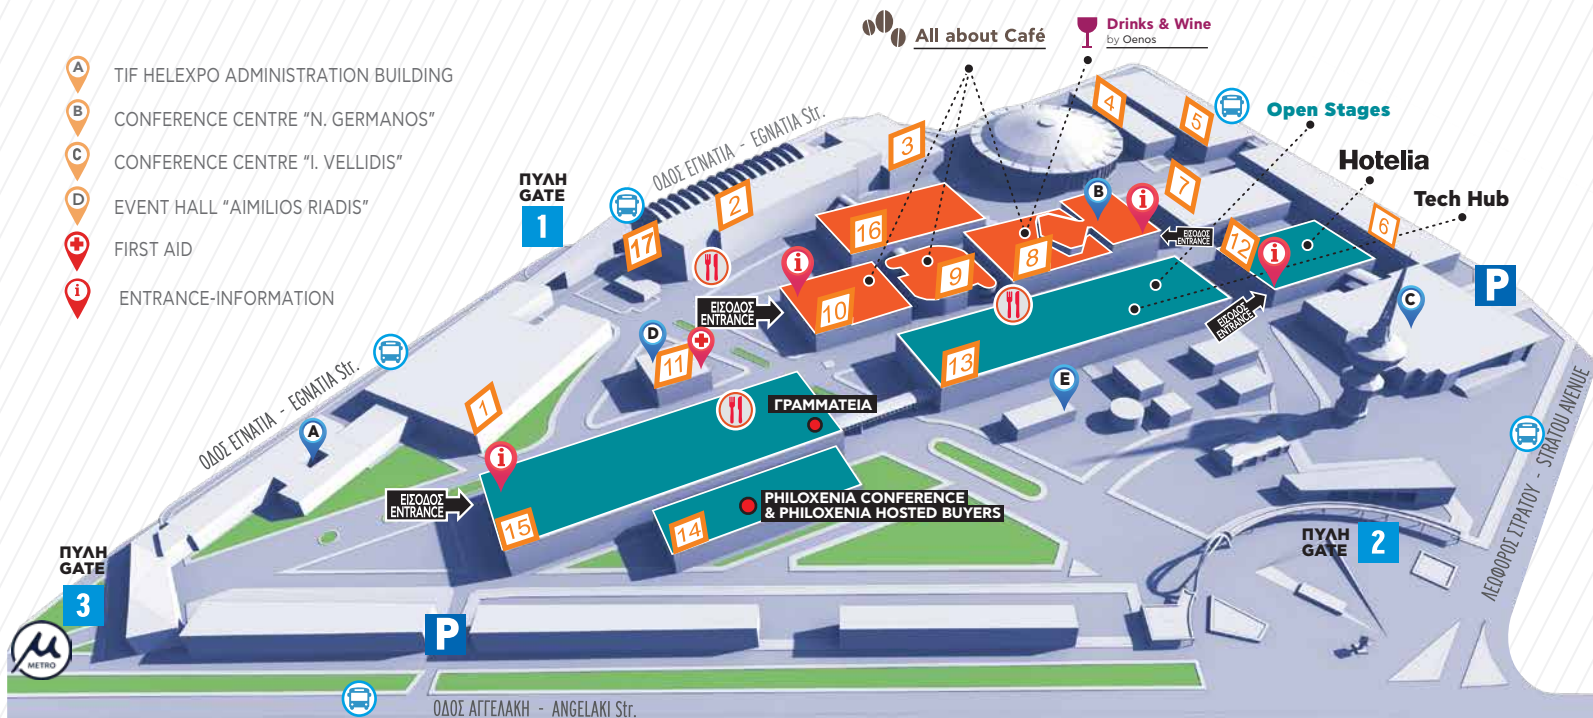 All about Café
Drinks & Wine
by Oenos
A TIF HELEXPO ADMINISTRATION BUILDING
B CONFERENCE CENTRE “N. GERMANOS”
C CONFERENCE CENTRE “I. VELLIDIS”
D EVENT HALL “AIMILIOS RIADIS”
FIRST AID
i ENTRANCE-INFORMATION
Open Stages
Hotelia
Tech Hub
ΟΔΟΣ ΕΓΝΑΤΙΑ - EGNATIA Str.
ΠΥΛΗ
GATE
1
17
2
3
4
5
7
6
16
8
9
10
12
B
i
i
i
ΕΙΣΟΔΟΣ
ENTRANCE
ΕΙΣΟΔΟΣ
ENTRANCE
ΕΙΣΟΔΟΣ
ENTRANCE
P
C
D
11
13
E
ΟΔΟΣ ΕΓΝΑΤΙΑ - EGNATIA Str.
1
A
ΓΡΑΜΜΑΤΕΙΑ
i
ΕΙΣΟΔΟΣ
ENTRANCE
15
14
PHILOXENIA CONFERENCE
& PHILOXENIA HOSTED BUYERS
ΠΥΛΗ
GATE
2
ΛΕΩΦΟΡΟΣ ΣΤΡΑΤΟΥ - STRATOU AVENUE
ΠΥΛΗ
GATE
3
METRO
P
ΟΔΟΣ ΑΓΓΕΛΑΚΗ - ANGELAKI Str.